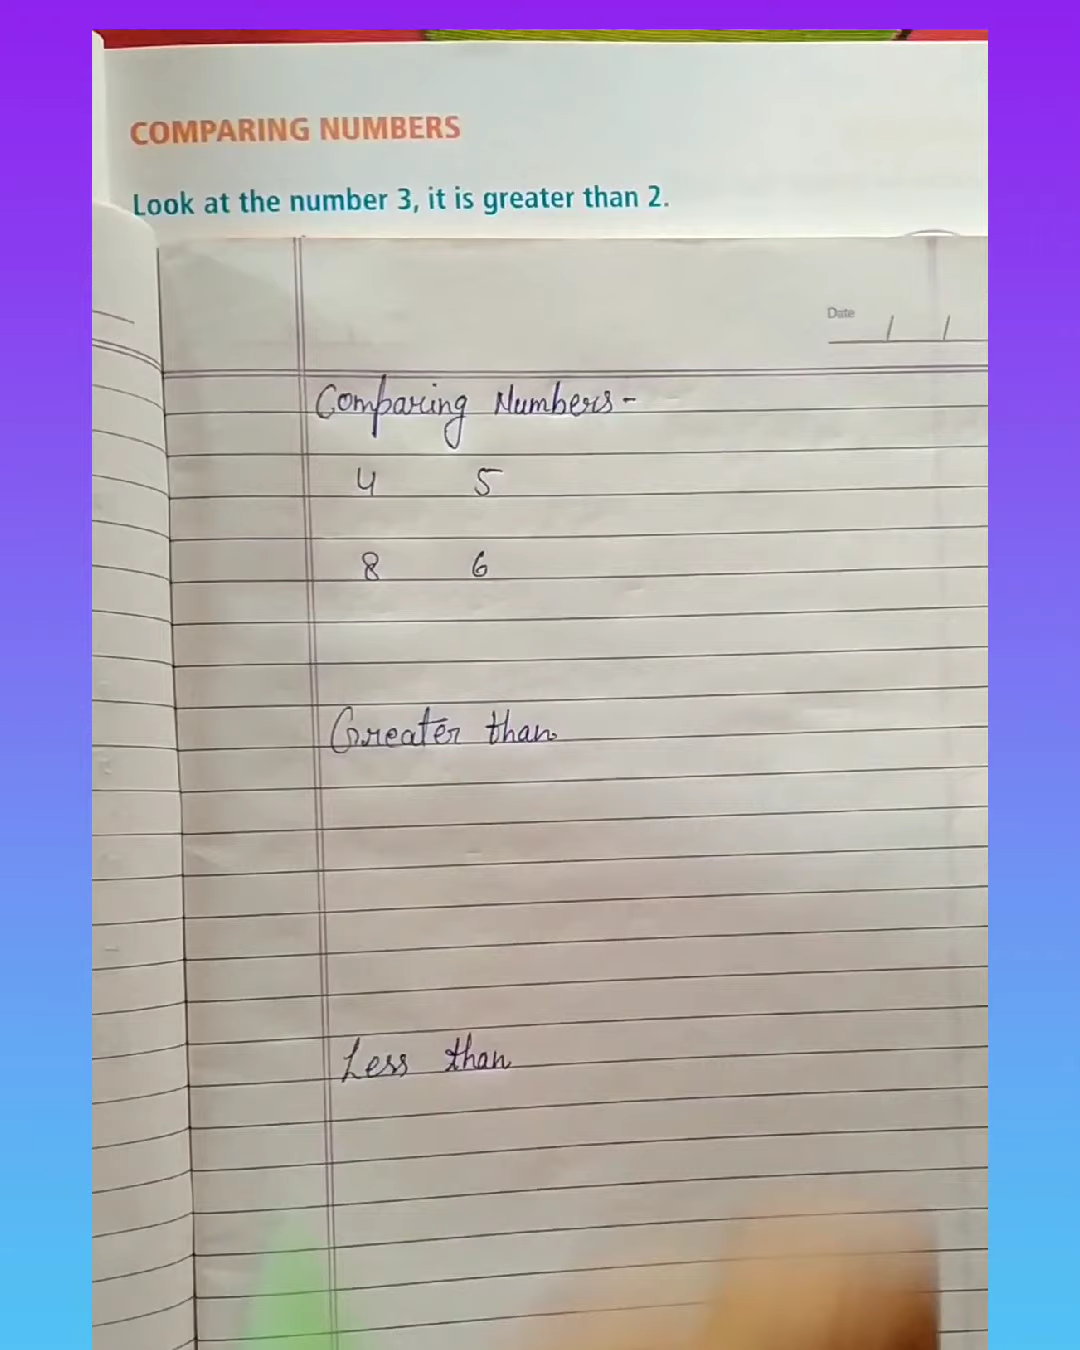 COMPARING NUMBERS
Look at the number 3, it is greater than 2.
Date / /
Comparing Numbers-
4 5
8 6
Greater than
Less than